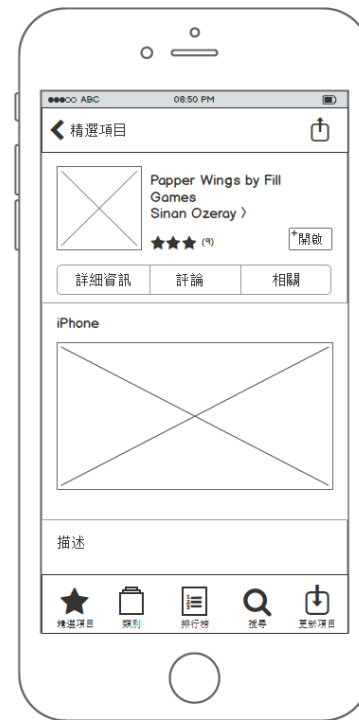 ABC 08:50 PM
精選項目
Papper Wings by Fill
Games
Sinan Ozeray 〉
(9)
+開啟
詳細資訊 評論 相關
iPhone
描述
精選項目 類別 排行榜 搜尋 更新項目